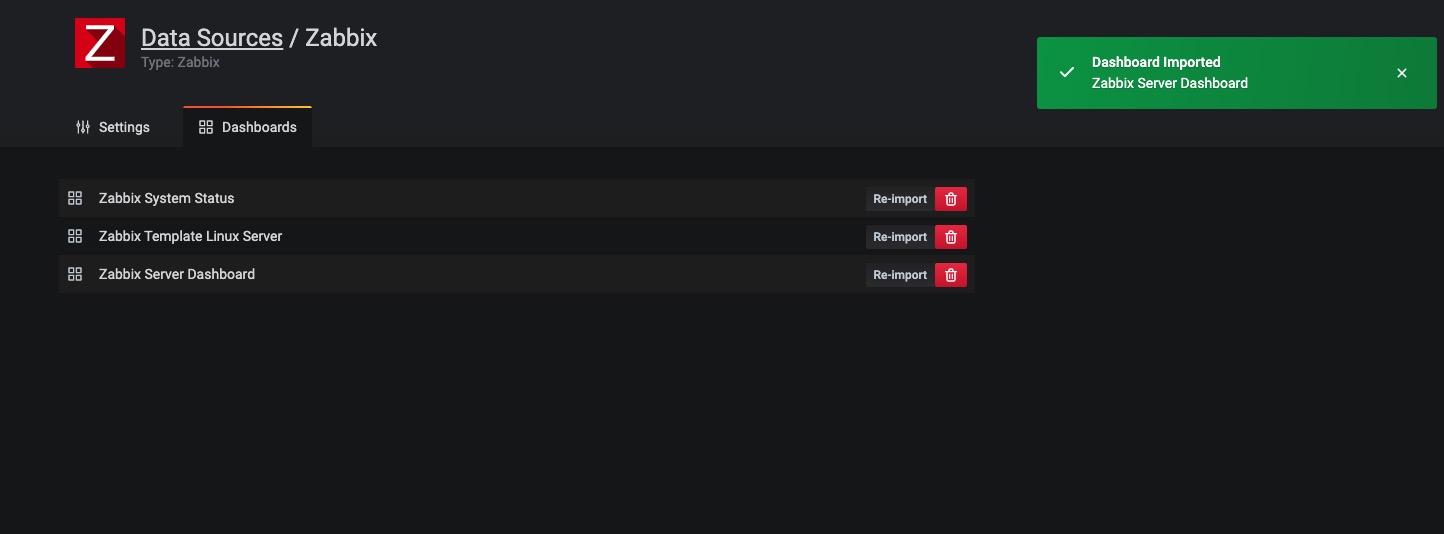 Z
Data Sources / Zabbix
Type: Zabbix
Dashboard Imported
Zabbix Server Dashboard
Settings
Dashboards
Zabbix System Status
Re-import
Zabbix Template Linux Server
Re-import
Zabbix Server Dashboard
Re-import